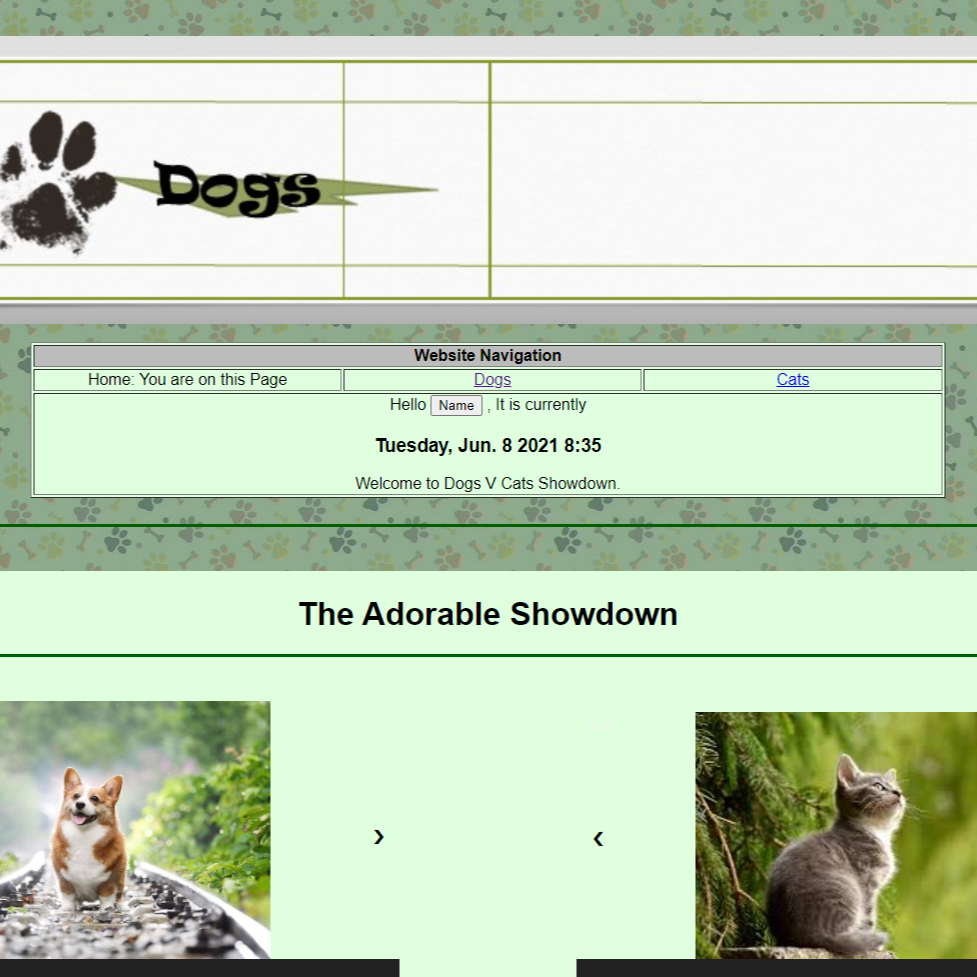 Dogs
Website Navigation
Home: You are on this Page
Dogs
Cats
Hello Name , It is currently
Tuesday, Jun. 8 2021 8:35
Welcome to Dogs V Cats Showdown.
The Adorable Showdown
❯
❮